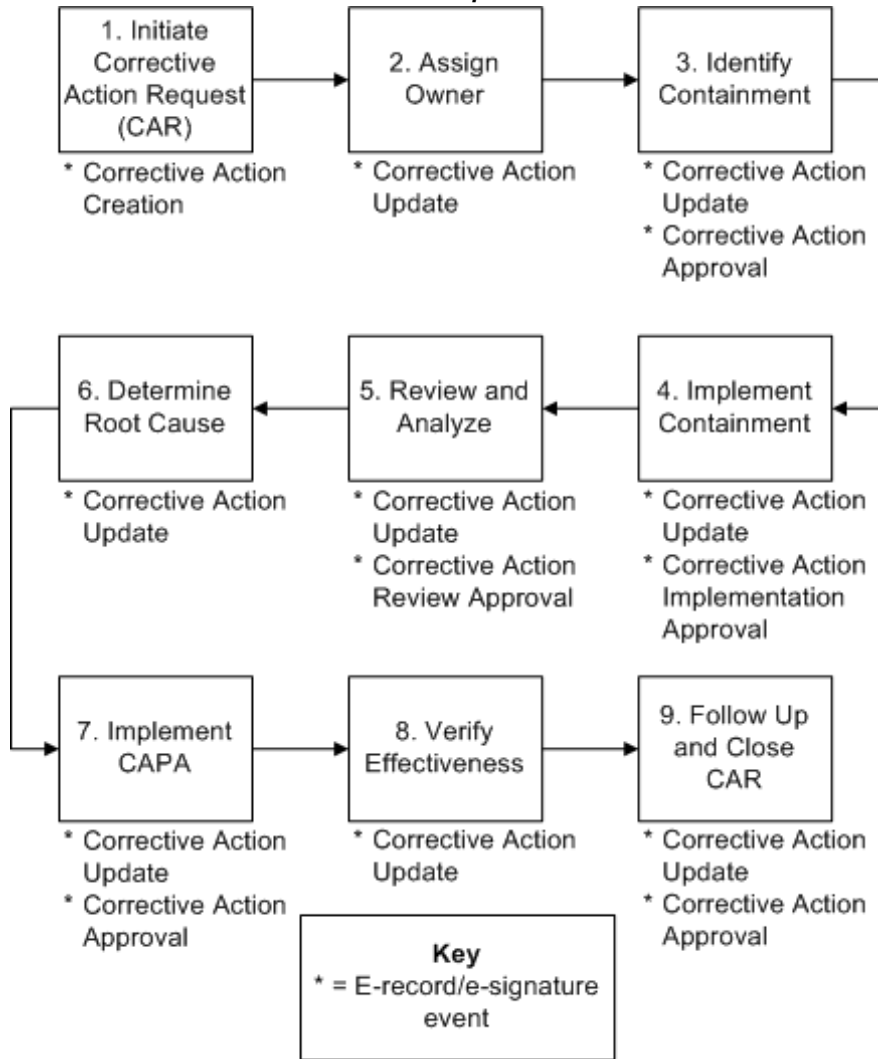 1. Initiate
Corrective
Action Request
(CAR)
* Corrective Action
Creation
2. Assign
Owner
* Corrective Action
Update
3. Identify
Containment
* Corrective Action
Update
* Corrective Action
Approval
4. Implement
Containment
* Corrective Action
Update
* Corrective Action
Implementation
Approval
5. Review and
Analyze
* Corrective Action
Update
* Corrective Action
Review Approval
6. Determine
Root Cause
* Corrective Action
Update
7. Implement
CAPA
* Corrective Action
Update
* Corrective Action
Approval
8. Verify
Effectiveness
* Corrective Action
Update
9. Follow Up
and Close
CAR
* Corrective Action
Update
* Corrective Action
Approval
Key
* = E-record/e-signature
event